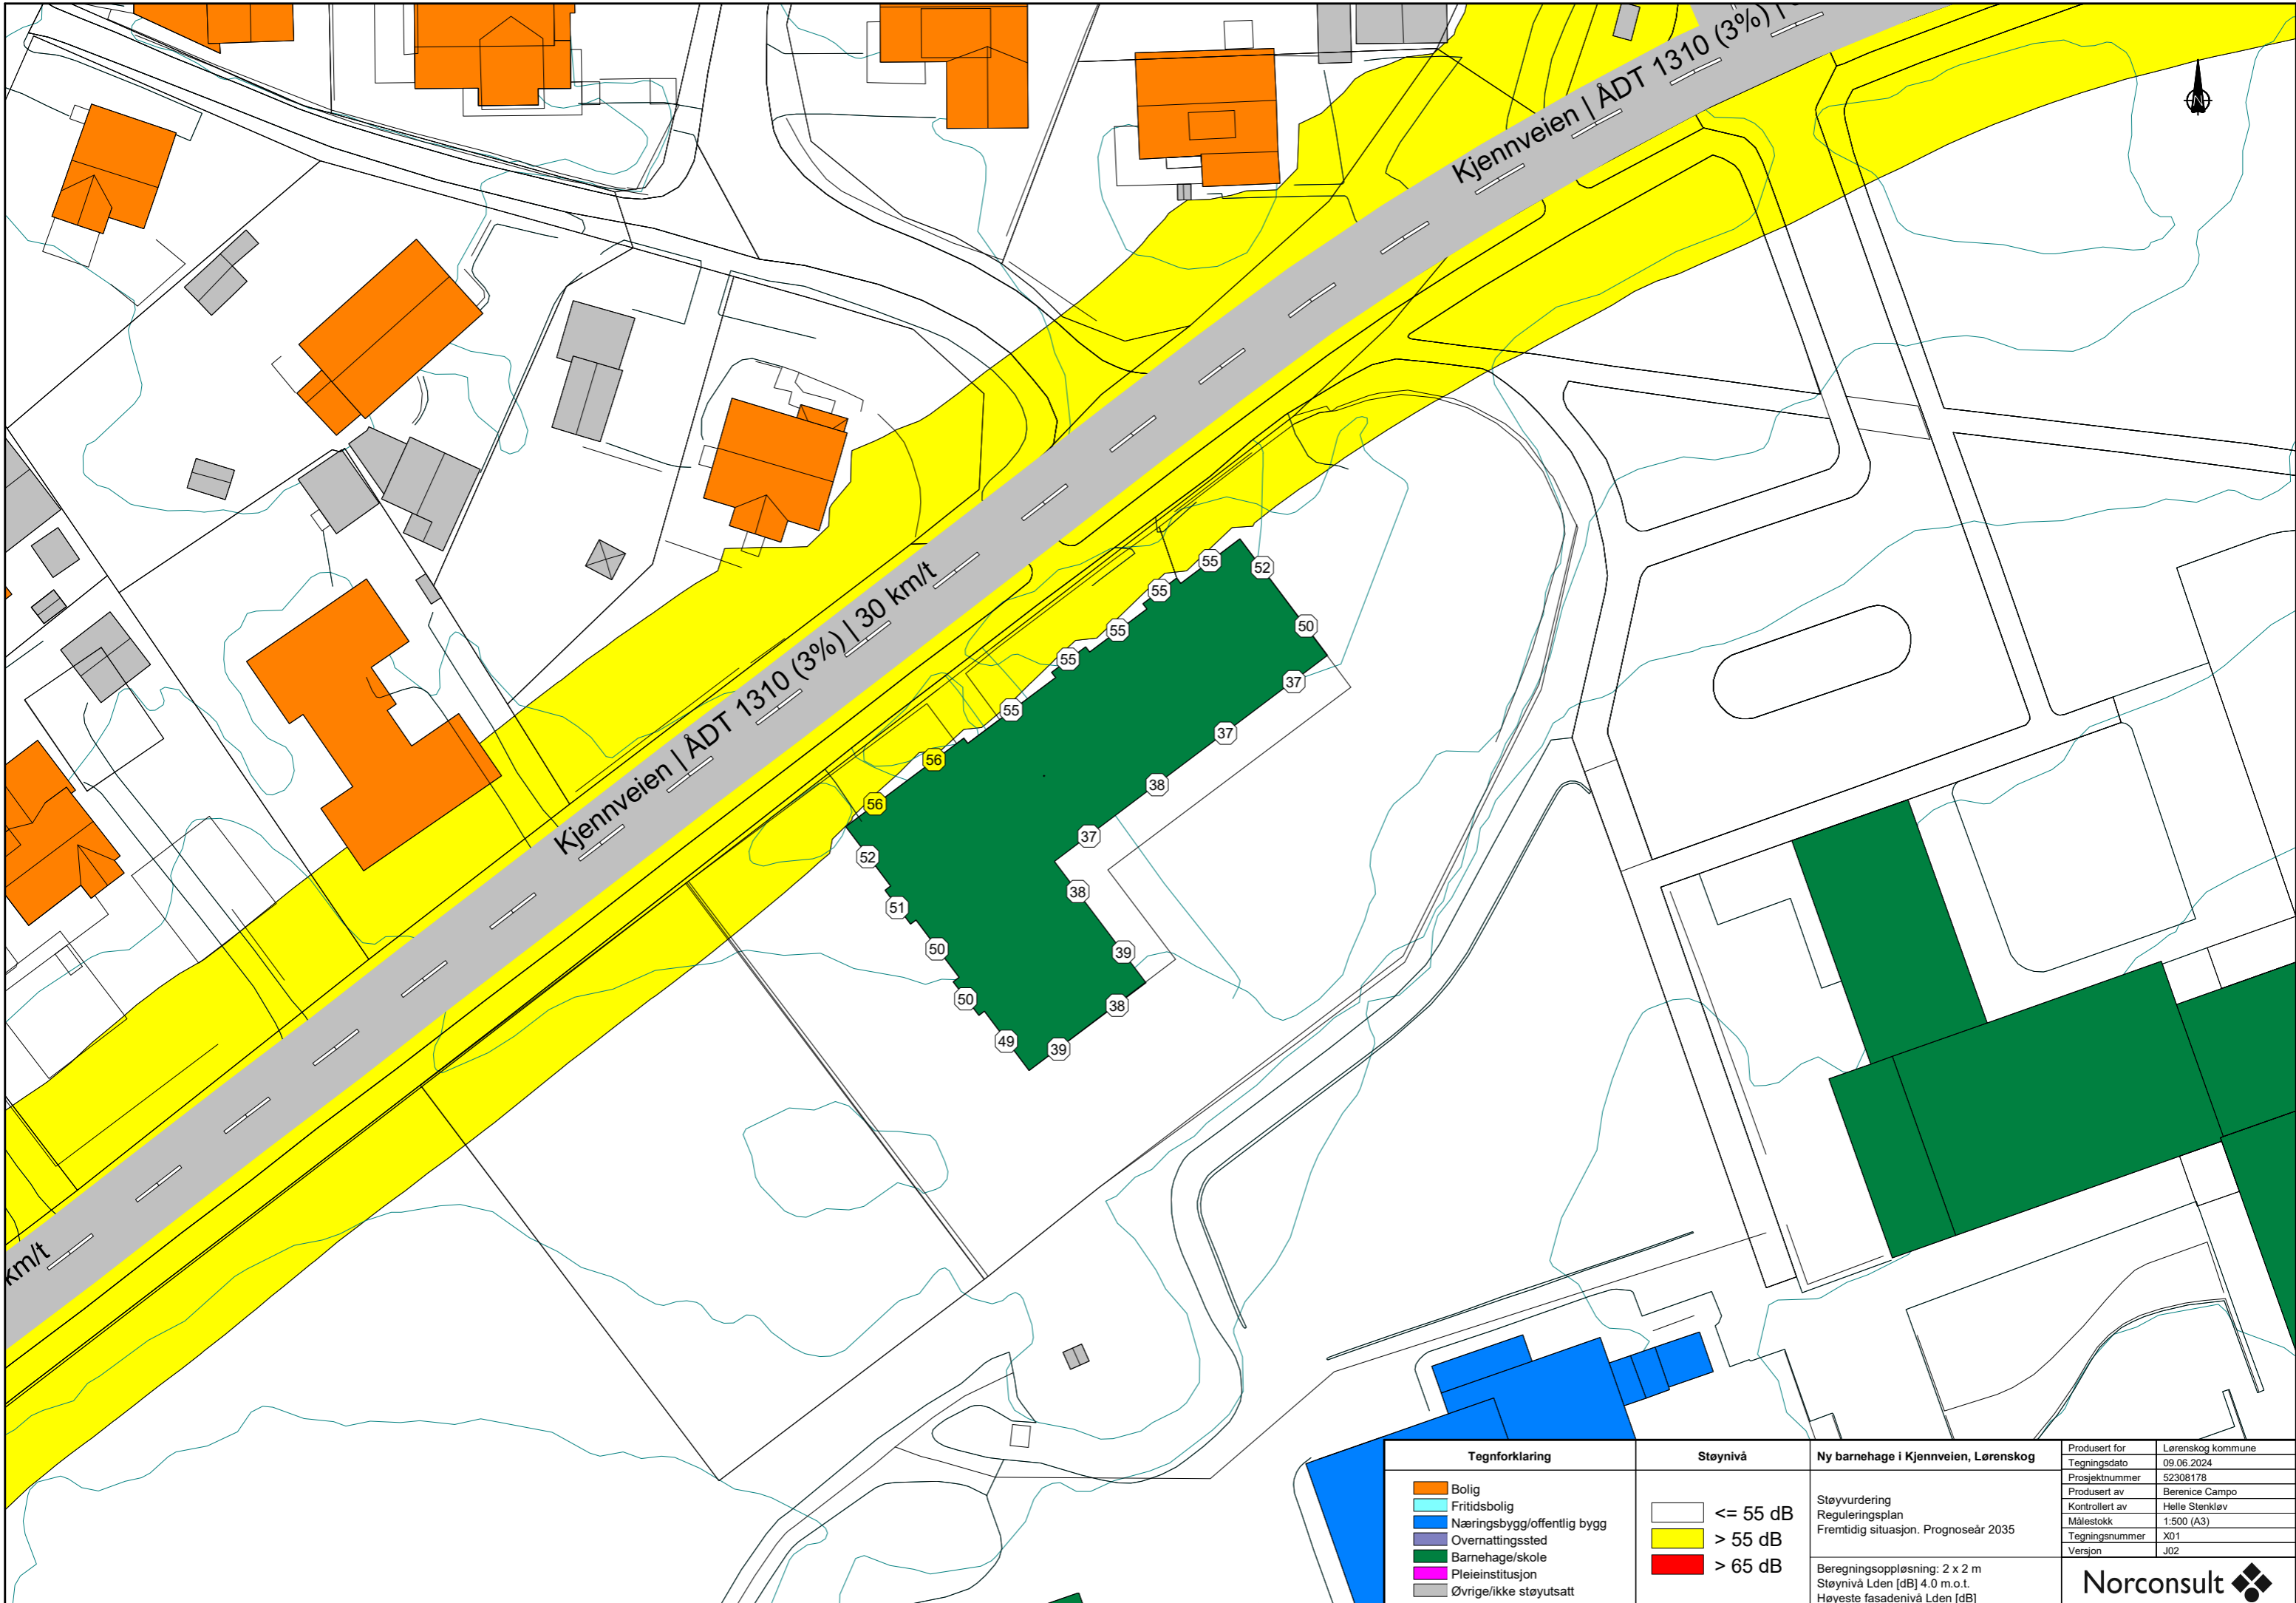 Kjennveien | ÅDT 1310 (3%) |
Kjennveien | ÅDT 1310 (3%) | 30 km/t
km/t
N
55
52
55
50
55
55
37
55
37
56
38
56
37
52
38
51
50
39
50
38
49
39
Tegnforklaring
Bolig
Fritidsbolig
Næringsbygg/offentlig bygg
Overnattingssted
Barnehage/skole
Pleieinstitusjon
Øvrige/ikke støyutsatt
Støynivå
<= 55 dB
> 55 dB
> 65 dB
Ny barnehage i Kjennveien, Lørenskog
Støyvurdering
Reguleringsplan
Fremtidig situasjon. Prognoseår 2035
Beregningsoppløsning: 2 x 2 m
Støynivå Lden [dB] 4.0 m.o.t.
Høyeste fasadenivå Lden [dB]
Produsert for Lørenskog kommune
Tegningsdato 09.06.2024
Prosjektnummer 52308178
Produsert av Berenice Campo
Kontrollert av Helle Stenkløv
Målestokk 1:500 (A3)
Tegningsnummer X01
Versjon J02
Norconsult